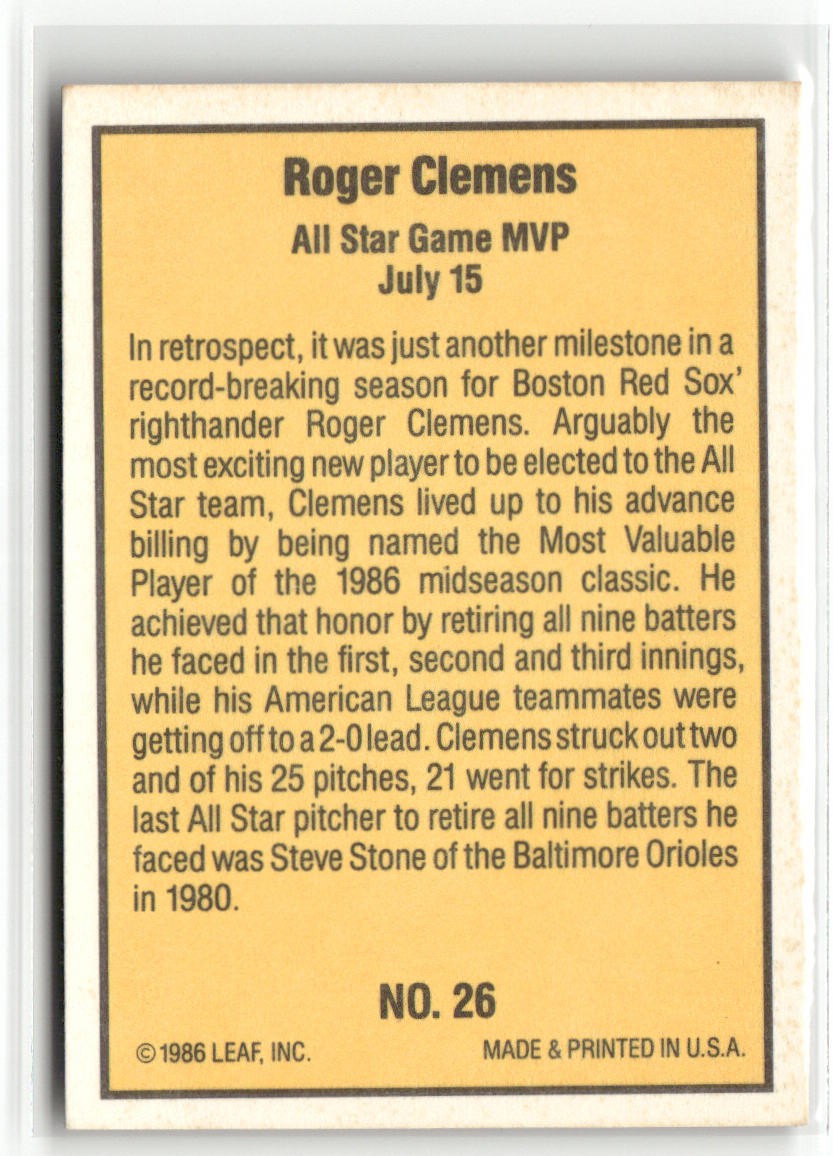 Roger Clemens
All Star Game MVP
July 15
In retrospect, it was just another milestone in a
record-breaking season for Boston Red Sox’
righthander Roger Clemens. Arguably the
most exciting new player to be elected to the All
Star team, Clemens lived up to his advance
billing by being named the Most Valuable
Player of the 1986 midseason classic. He
achieved that honor by retiring all nine batters
he faced in the first, second and third innings,
while his American League teammates were
getting off to a 2-0 lead. Clemens struck out two
and of his 25 pitches, 21 went for strikes. The
last All Star pitcher to retire all nine batters he
faced was Steve Stone of the Baltimore Orioles
in 1980.
NO. 26
©1986 LEAF, INC. MADE & PRINTED IN U.S.A.